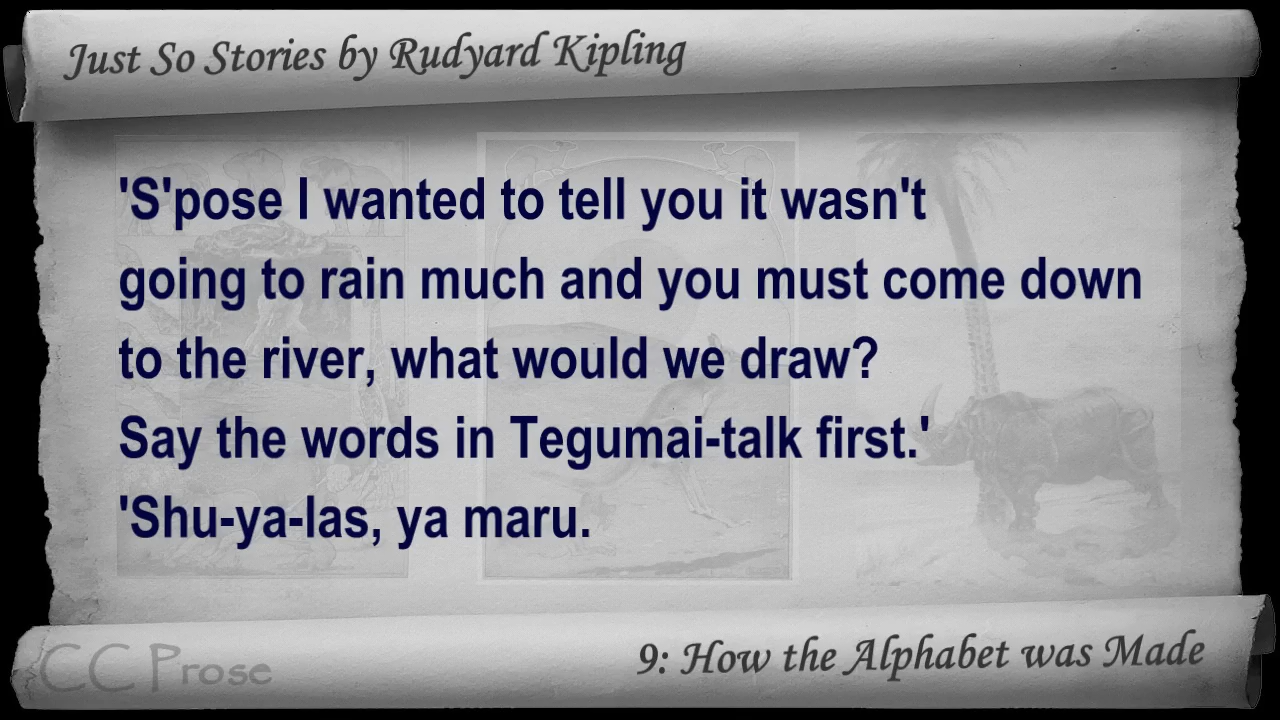 Just So Stories by Rudyard Kipling
'S'pose I wanted to tell you it wasn't
going to rain much and you must come down
to the river, what would we draw?
Say the words in Tegumai-talk first.'
'Shu-ya-las, ya maru.
CC Prose
9: How the Alphabet was Made